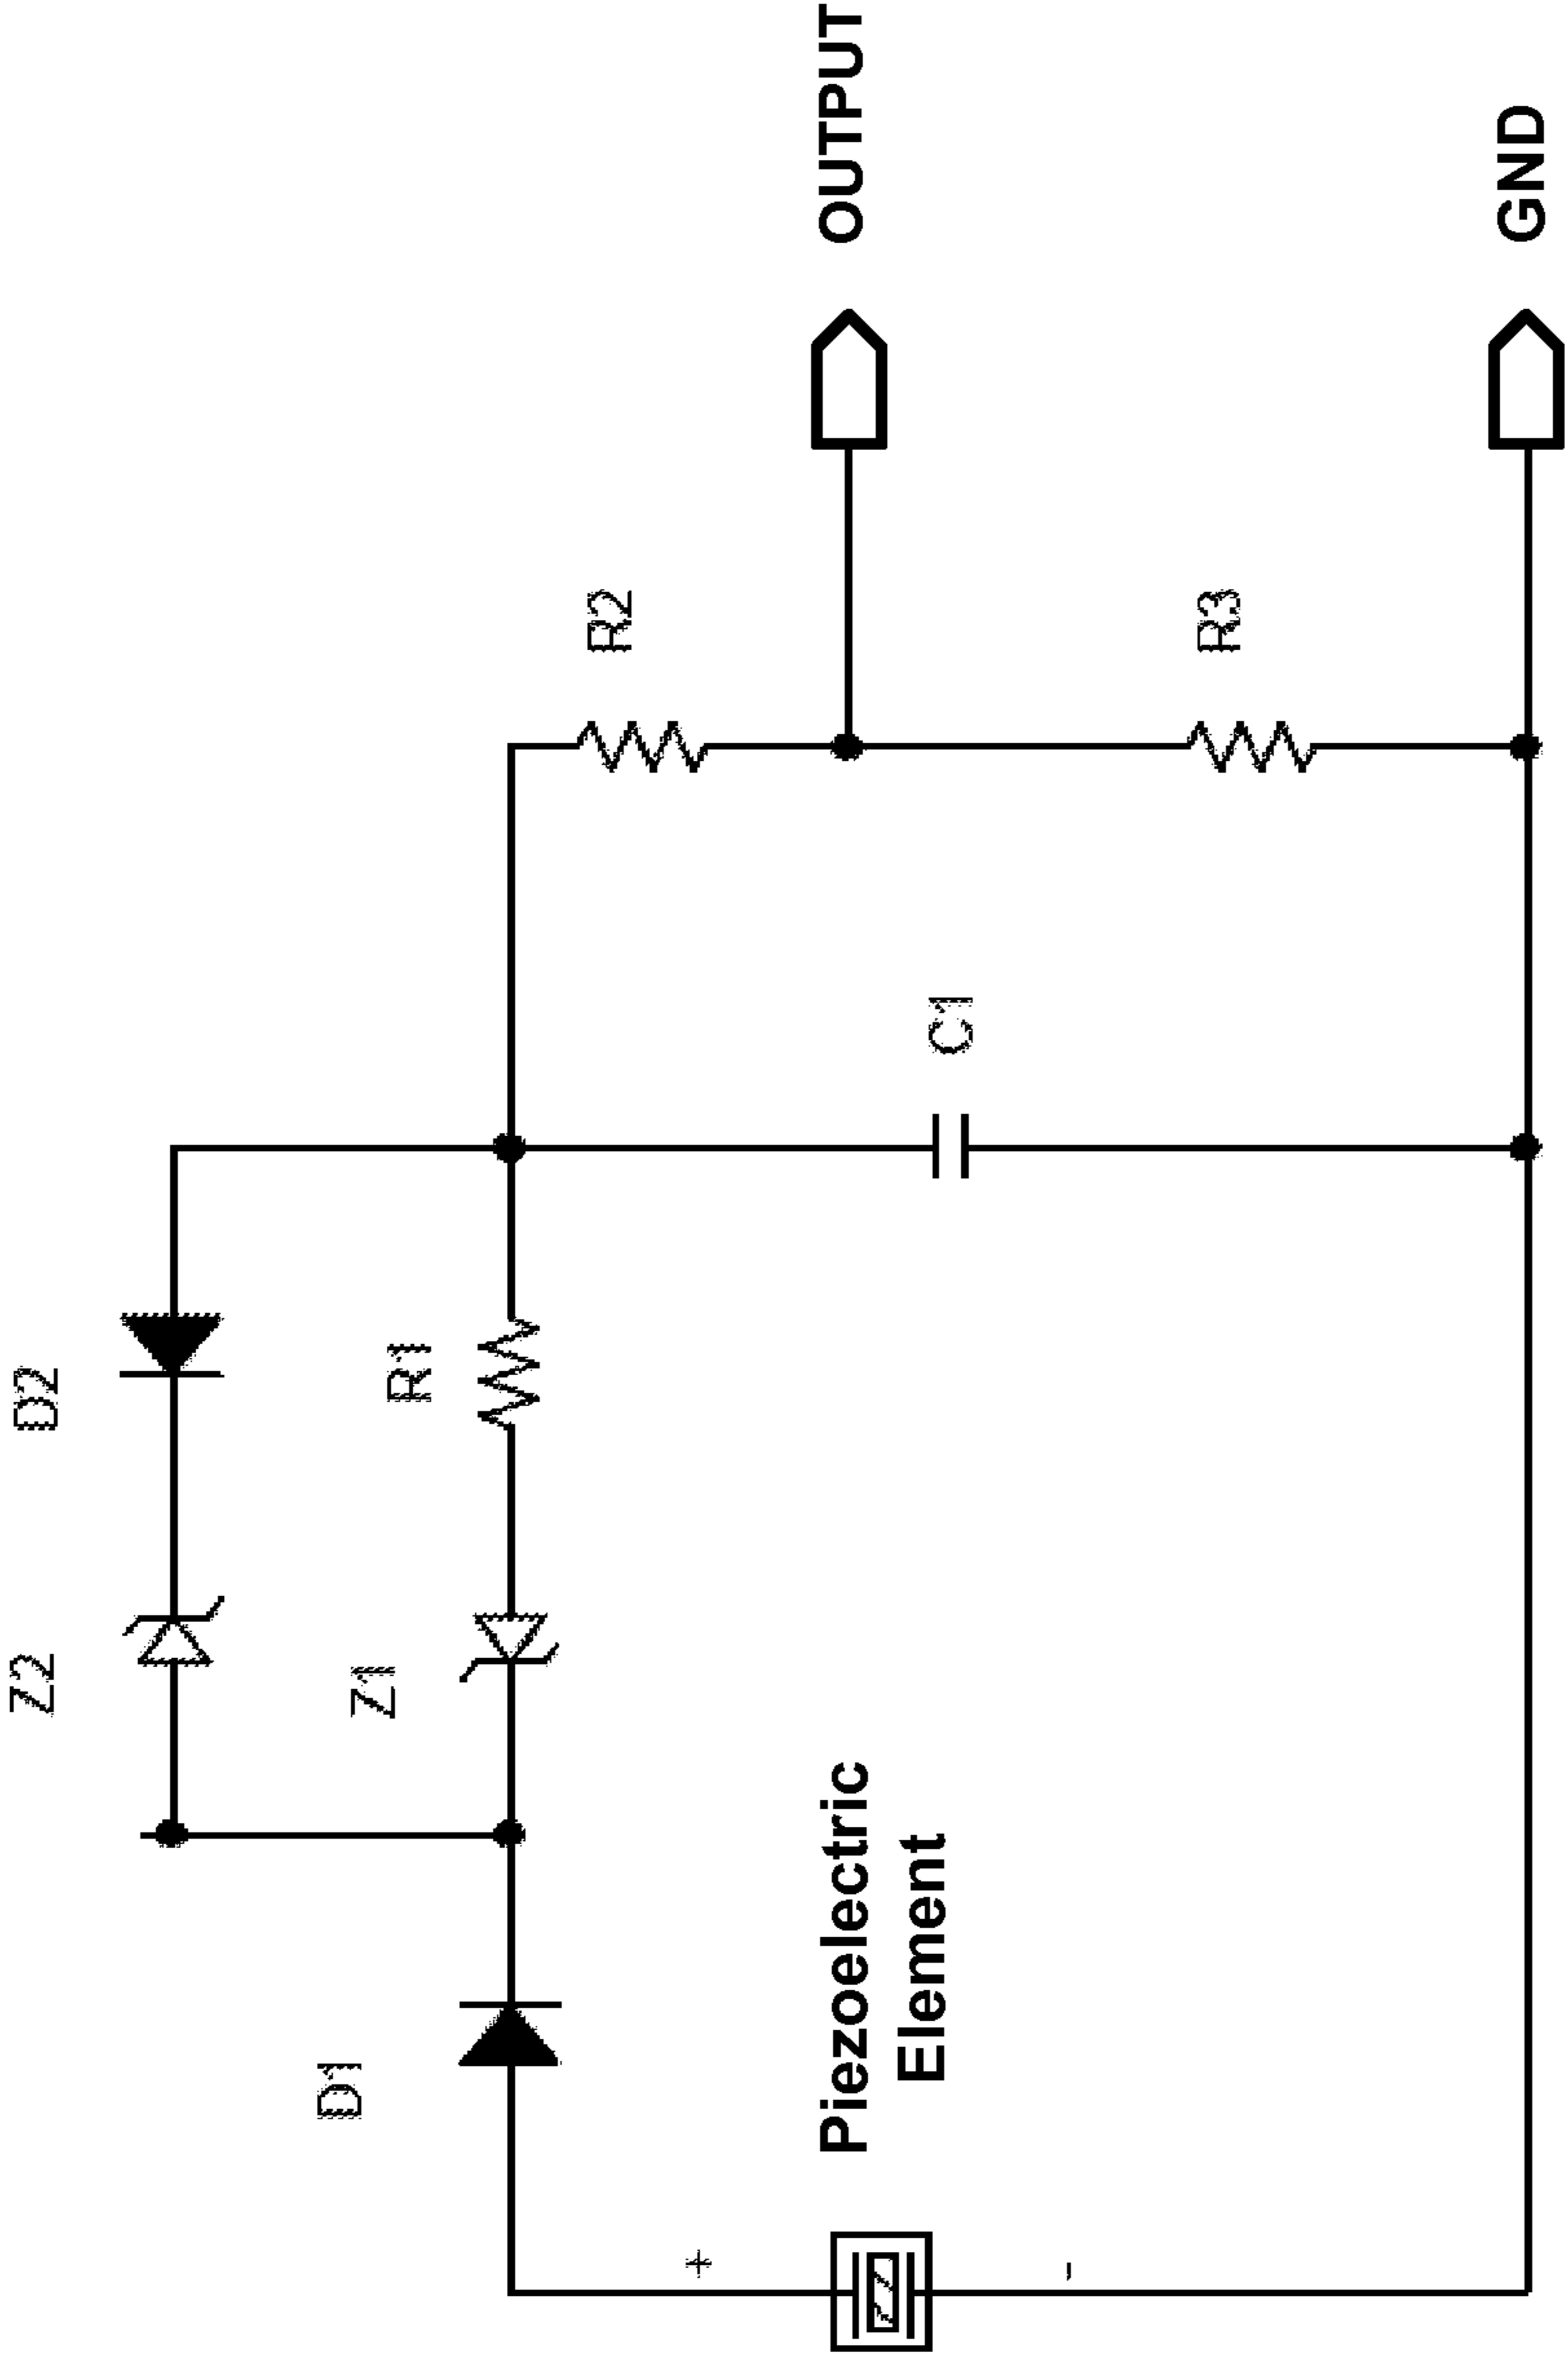 Z2
D2
Z1
R1
D1
R2
OUTPUT
C1
R3
Piezoelectric
Element
+
-
GND